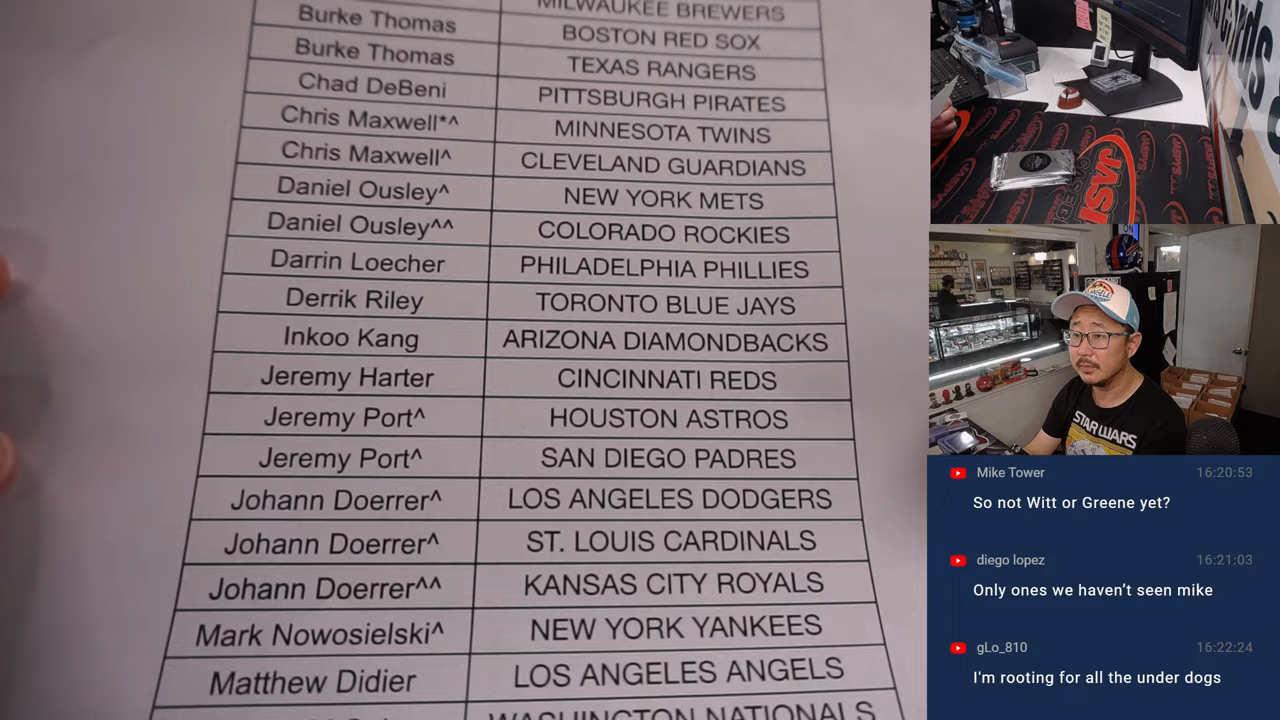 MILWAUKEE BREWERS
Burke Thomas BOSTON RED SOX
Burke Thomas TEXAS RANGERS
Chad DeBeni PITTSBURGH PIRATES
Chris Maxwell*^ MINNESOTA TWINS
Chris Maxwell^ CLEVELAND GUARDIANS
Daniel Ousley^ NEW YORK METS
Daniel Ousley^^ COLORADO ROCKIES
Darrin Loecher PHILADELPHIA PHILLIES
Derrik Riley TORONTO BLUE JAYS
Inkoo Kang ARIZONA DIAMONDBACKS
Jeremy Harter CINCINNATI REDS
Jeremy Port^ HOUSTON ASTROS
Jeremy Port^ SAN DIEGO PADRES
Johann Doerrer^ LOS ANGELES DODGERS
Johann Doerrer^ ST. LOUIS CARDINALS
Johann Doerrer^^ KANSAS CITY ROYALS
Mark Nowosielski^ NEW YORK YANKEES
Matthew Didier LOS ANGELES ANGELS
WASHINGTON NATIONALS
ON
STAR WARS
Mike Tower 16:20:53
So not Witt or Greene yet?
diego lopez 16:21:03
Only ones we haven't seen mike
gLo_810 16:22:24
I'm rooting for all the under dogs